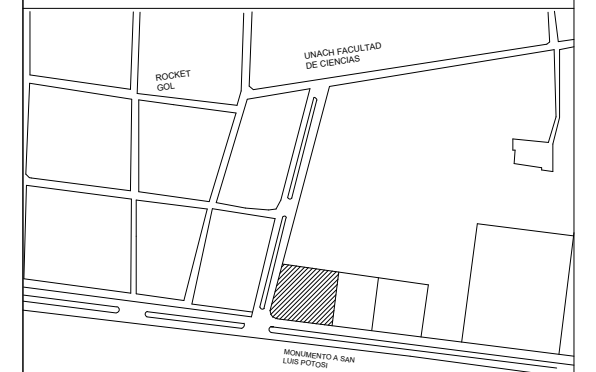 UNACH FACULTAD
DE CIENCIAS
ROCKET
GOL
MONUMENTO A SAN
LUIS POTOSI